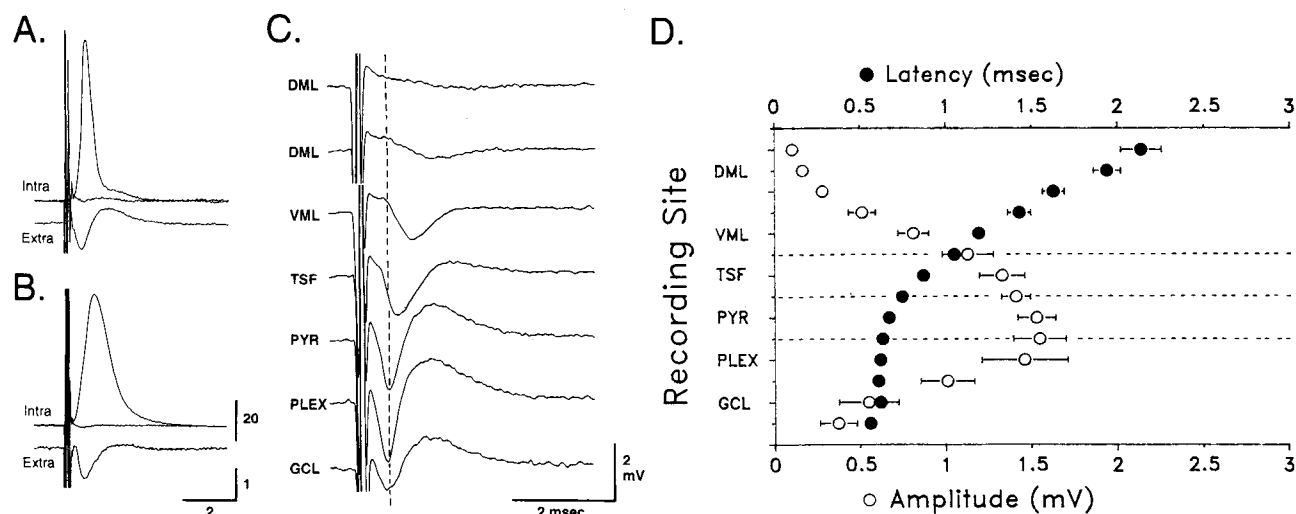 A.
Intra
Extra
B.
Intra
Extra
20
1
2
C.
DML
DML
VML
TSF
PYR
PLEX
GCL
2
mV
2 msec
D.
● Latency (msec)
0 0.5 1 1.5 2 2.5 3
Recording Site
DML
VML
TSF
PYR
PLEX
GCL
0 0.5 1 1.5 2 2.5 3
○ Amplitude (mV)